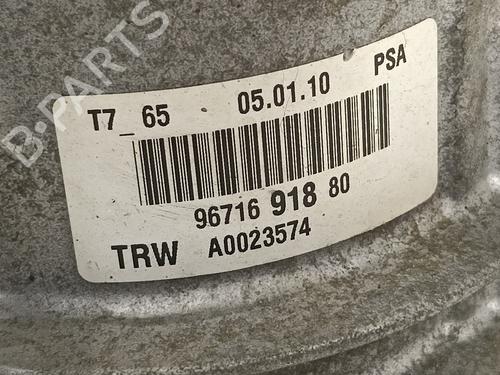 B-PARTS
T7_65 05.01.10 PSA
96716 918 80
TRW A0023574